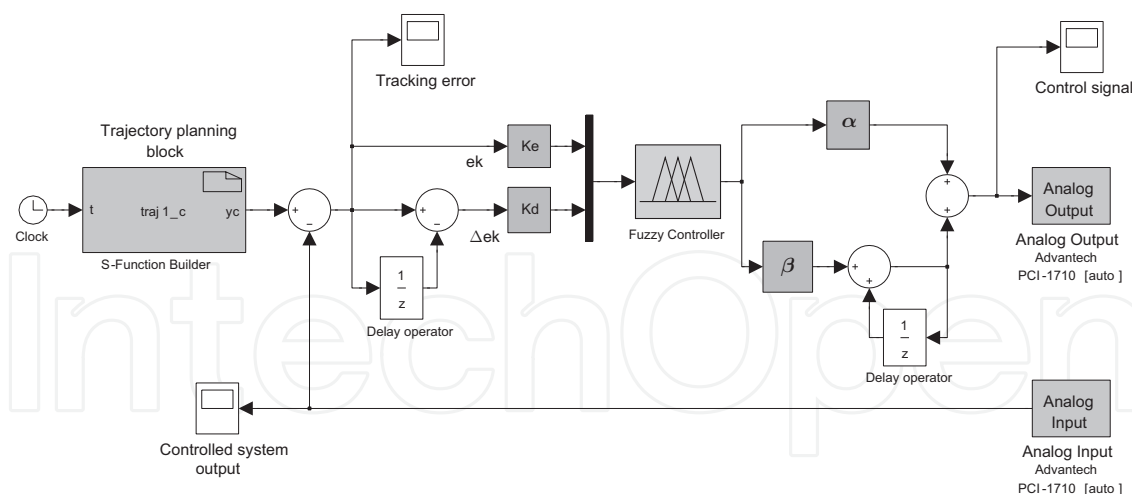 Tracking error
Control signal
Trajectory planning
block
t
traj 1_c
yc
S-Function Builder
Clock
+
−
ek
Ke
+
−
Δek
Kd
1
z
Delay operator
Fuzzy Controller
α
β
+
+
+
+
1
z
Delay operator
Analog
Output
Analog Output
Advantech
PCI-1710 [auto ]
Controlled system
output
Analog
Input
Analog Input
Advantech
PCI-1710 [auto ]
IntechOpen